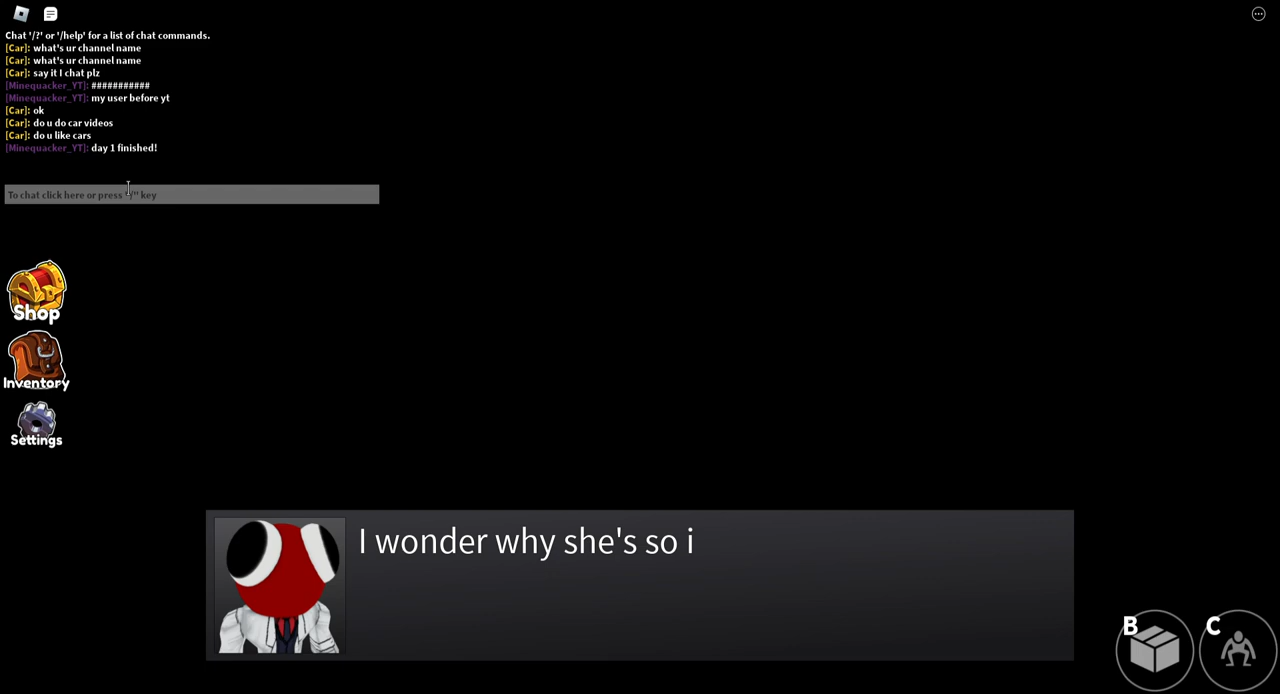 Chat '/?' or '/help' for a list of chat commands.
[Car]: what's ur channel name
[Car]: what's ur channel name
[Car]: say it I chat plz
[Minequacker_YT]: ###########
[Minequacker_YT]: my user before yt
[Car]: ok
[Car]: do u do car videos
[Car]: do u like cars
[Minequacker_YT]: day 1 finished!
To chat click here or press "/" key
Shop
Inventory
Settings
I wonder why she's so i
B
C